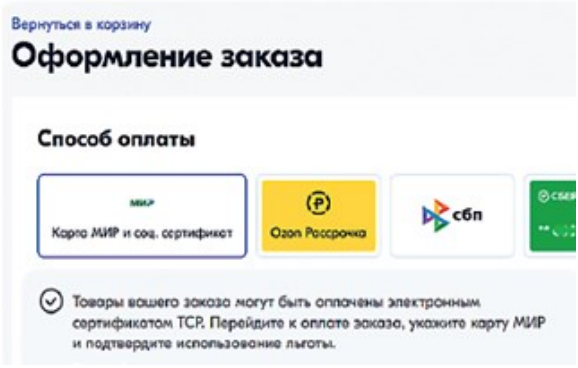 Вернуться в корзину
Оформление заказа
Способ оплаты
МИР
Карта МИР и соц. сертификат
Ozon Рассрочка
сбп
СБЕР
Товары вашего заказа могут быть оплачены электронным
сертификатом ТСР. Перейдите к оплате заказа, укажите карту МИР
и подтвердите использование льготы.